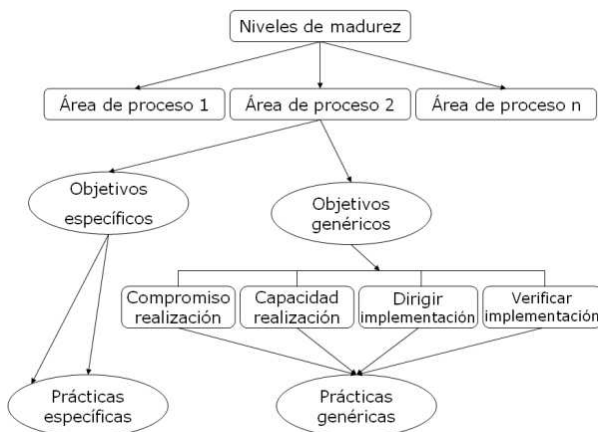 Niveles de madurez
Área de proceso 1
Área de proceso 2
Área de proceso n
Objetivos
específicos
Objetivos
genéricos
Compromiso
realización
Capacidad
realización
Dirigir
implementación
Verificar
implementación
Prácticas
específicas
Prácticas
genéricas